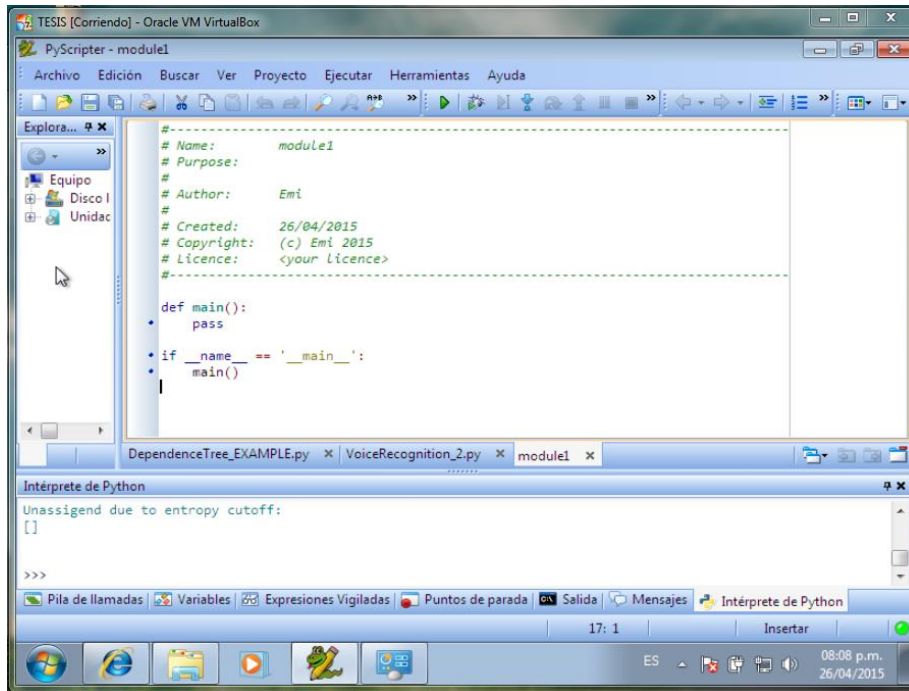 TESIS [Corriendo] - Oracle VM VirtualBox
PyScripter - module1
Archivo Edición Buscar Ver Proyecto Ejecutar Herramientas Ayuda
Explora...
Equipo
Disco l
Unidac
#------------------------------------------------------------------------------
# Name: module1
# Purpose:
#
# Author: Emi
#
# Created: 26/04/2015
# Copyright: (c) Emi 2015
# Licence: <your licence>
#------------------------------------------------------------------------------
def main():
pass
if __name__ == '__main__':
main()
DependenceTree_EXAMPLE.py VoiceRecognition_2.py module1
Intérprete de Python
Unassigend due to entropy cutoff:
[]
>>>
Pila de llamadas Variables Expresiones Vigiladas Puntos de parada Salida Mensajes Intérprete de Python
17: 1 Insertar
ES 08:08 p.m.
26/04/2015